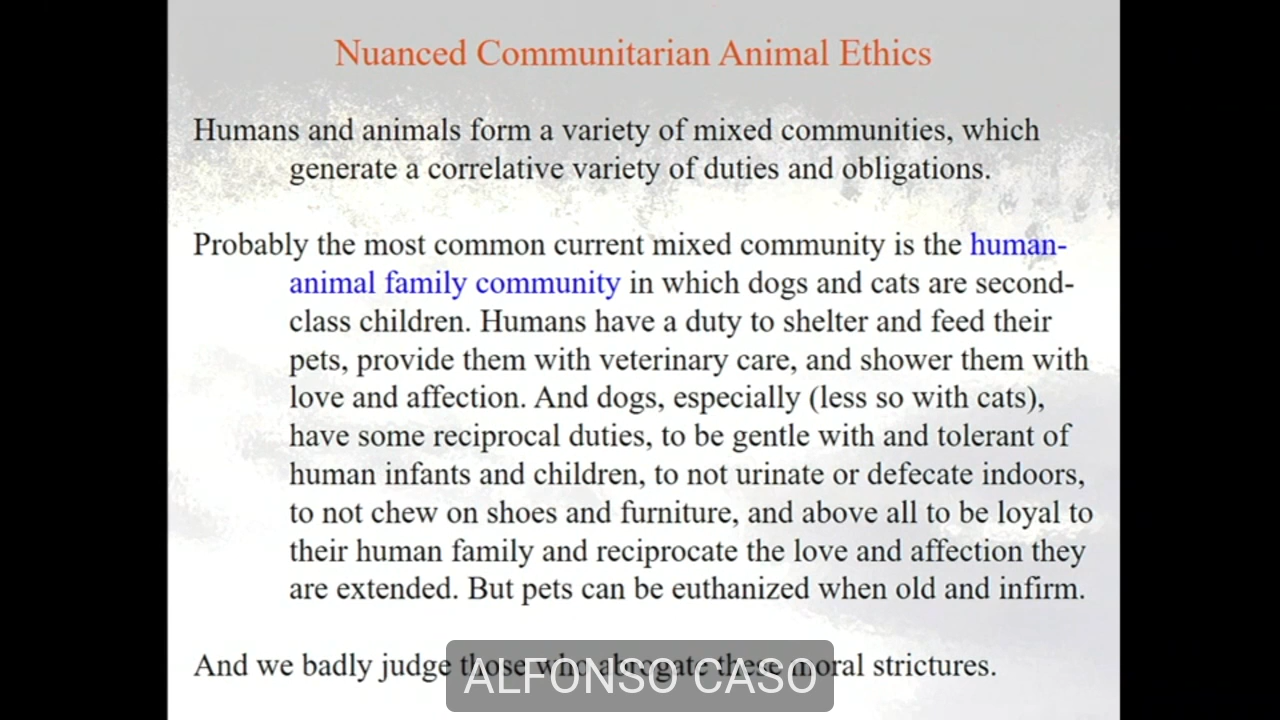 Nuanced Communitarian Animal Ethics
Humans and animals form a variety of mixed communities, which
generate a correlative variety of duties and obligations.
Probably the most common current mixed community is the human-
animal family community in which dogs and cats are second-
class children. Humans have a duty to shelter and feed their
pets, provide them with veterinary care, and shower them with
love and affection. And dogs, especially (less so with cats),
have some reciprocal duties, to be gentle with and tolerant of
human infants and children, to not urinate or defecate indoors,
to not chew on shoes and furniture, and above all to be loyal to
their human family and reciprocate the love and affection they
are extended. But pets can be euthanized when old and infirm.
And we badly judge those who abrogate these moral strictures.
ALFONSO CASO